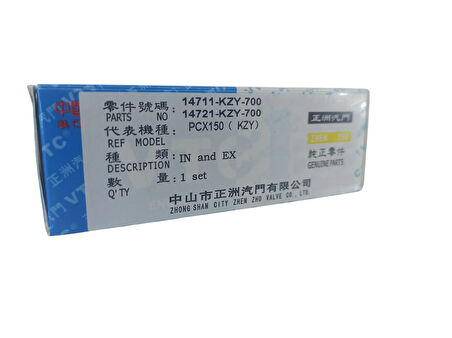 零件號碼：14711-KZY-700
PARTS NO 14721-KZY-700
代表機種：PCX150（KZY)
REF MODEL
種類：IN and EX
DESCRIPTION
數量：1 set
Q'TY
中山市正洲汽門有限公司
ZHONG SHAN CITY ZHEN ZHO VALVE CO., LTD
正洲汽門
ZHEN ZHO
純正零件
GENUINE PARTS
VTC